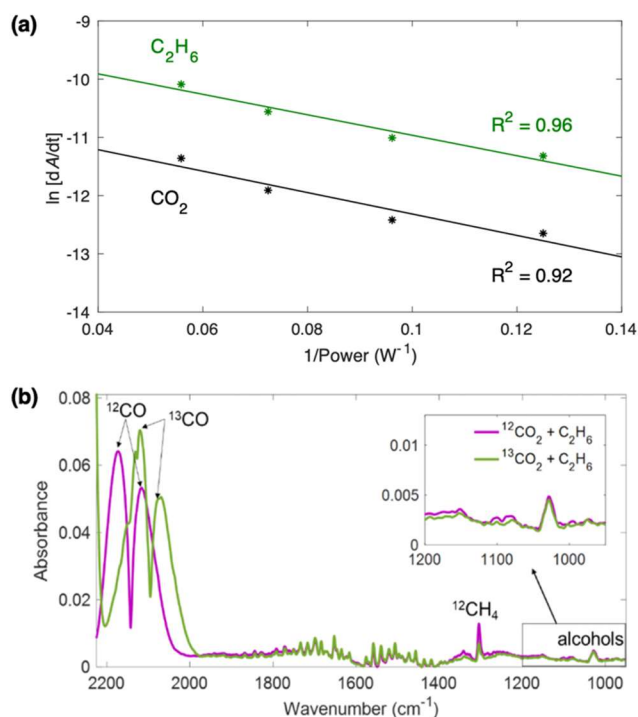 (a)
-9
-10
-11
-12
-13
-14
ln [dA/dt]
C₂H₆
R² = 0.96
CO₂
R² = 0.92
0.04 0.06 0.08 0.1 0.12 0.14
1/Power (W⁻¹)
(b)
0.08
0.06
0.04
0.02
0
Absorbance
¹²CO
¹³CO
0.01
0.005
0
¹²CO₂ + C₂H₆
¹³CO₂ + C₂H₆
1200 1100 1000
¹²CH₄
alcohols
2200 2000 1800 1600 1400 1200 1000
Wavenumber (cm⁻¹)